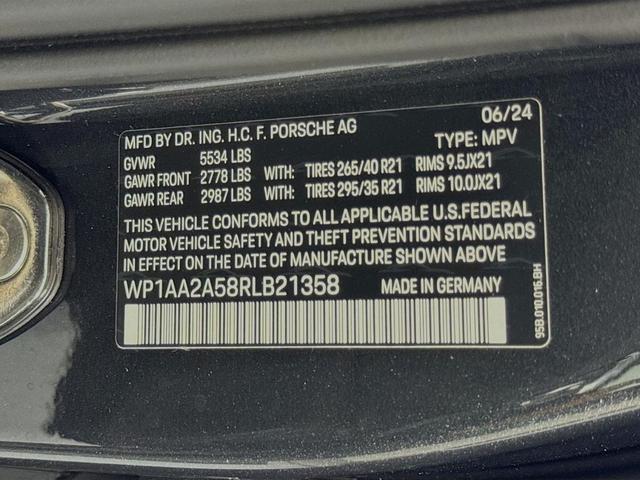 06/24
MFD BY DR. ING. H.C. F. PORSCHE AG
TYPE: MPV
GVWR 5534 LBS
GAWR FRONT 2778 LBS WITH: TIRES 265/40 R21 RIMS 9.5JX21
GAWR REAR 2987 LBS WITH: TIRES 295/35 R21 RIMS 10.0JX21
THIS VEHICLE CONFORMS TO ALL APPLICABLE U.S.FEDERAL
MOTOR VEHICLE SAFETY AND THEFT PREVENTION STANDARDS
IN EFFECT ON THE DATE OF MANUFACTURE SHOWN ABOVE
WP1AA2A58RLB21358 MADE IN GERMANY
95B.010.016.BH